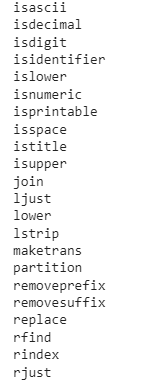 isascii
isdecimal
isdigit
isidentifier
islower
isnumeric
isprintable
isspace
istitle
isupper
join
ljust
lower
lstrip
maketrans
partition
removeprefix
removesuffix
replace
rfind
rindex
rjust